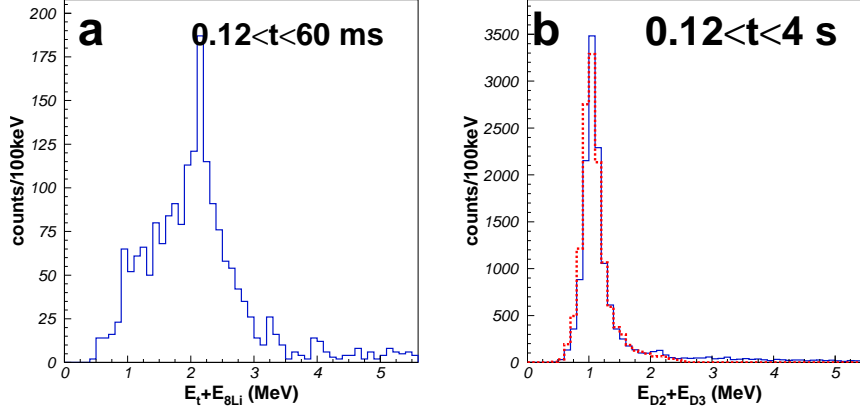 a
0.12<t<60 ms
counts/100keV
200
175
150
125
100
75
50
25
0
0 1 2 3 4 5
E_t+E_8Li (MeV)
b
0.12<t<4 s
counts/100keV
3500
3000
2500
2000
1500
1000
500
0
0 1 2 3 4 5
E_D2+E_D3 (MeV)